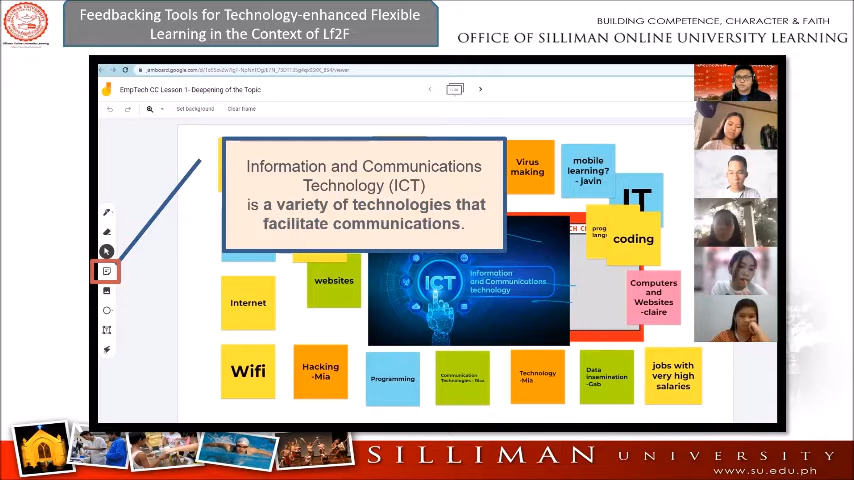 Feedbacking Tools for Technology-enhanced Flexible
Learning in the Context of Lf2F
BUILDING COMPETENCE, CHARACTER & FAITH
OFFICE OF SILLIMAN ONLINE UNIVERSITY LEARNING
EmpTech CC Lesson 1- Deepening of the Topic
Set background
Clear frame
Information and Communications
Technology (ICT)
is a variety of technologies that
facilitate communications.
Virus
making
mobile
learning?
- javin
IT
coding
websites
ICT
Information
and Communications
technology
Computers
and
Websites
-claire
Internet
Wifi
Hacking
-Mia
Programming
Communication
Technology
-Mia
Data
insemination
-Gab
jobs with
very high
salaries
SILLIMAN UNIVERSITY
www.su.edu.ph